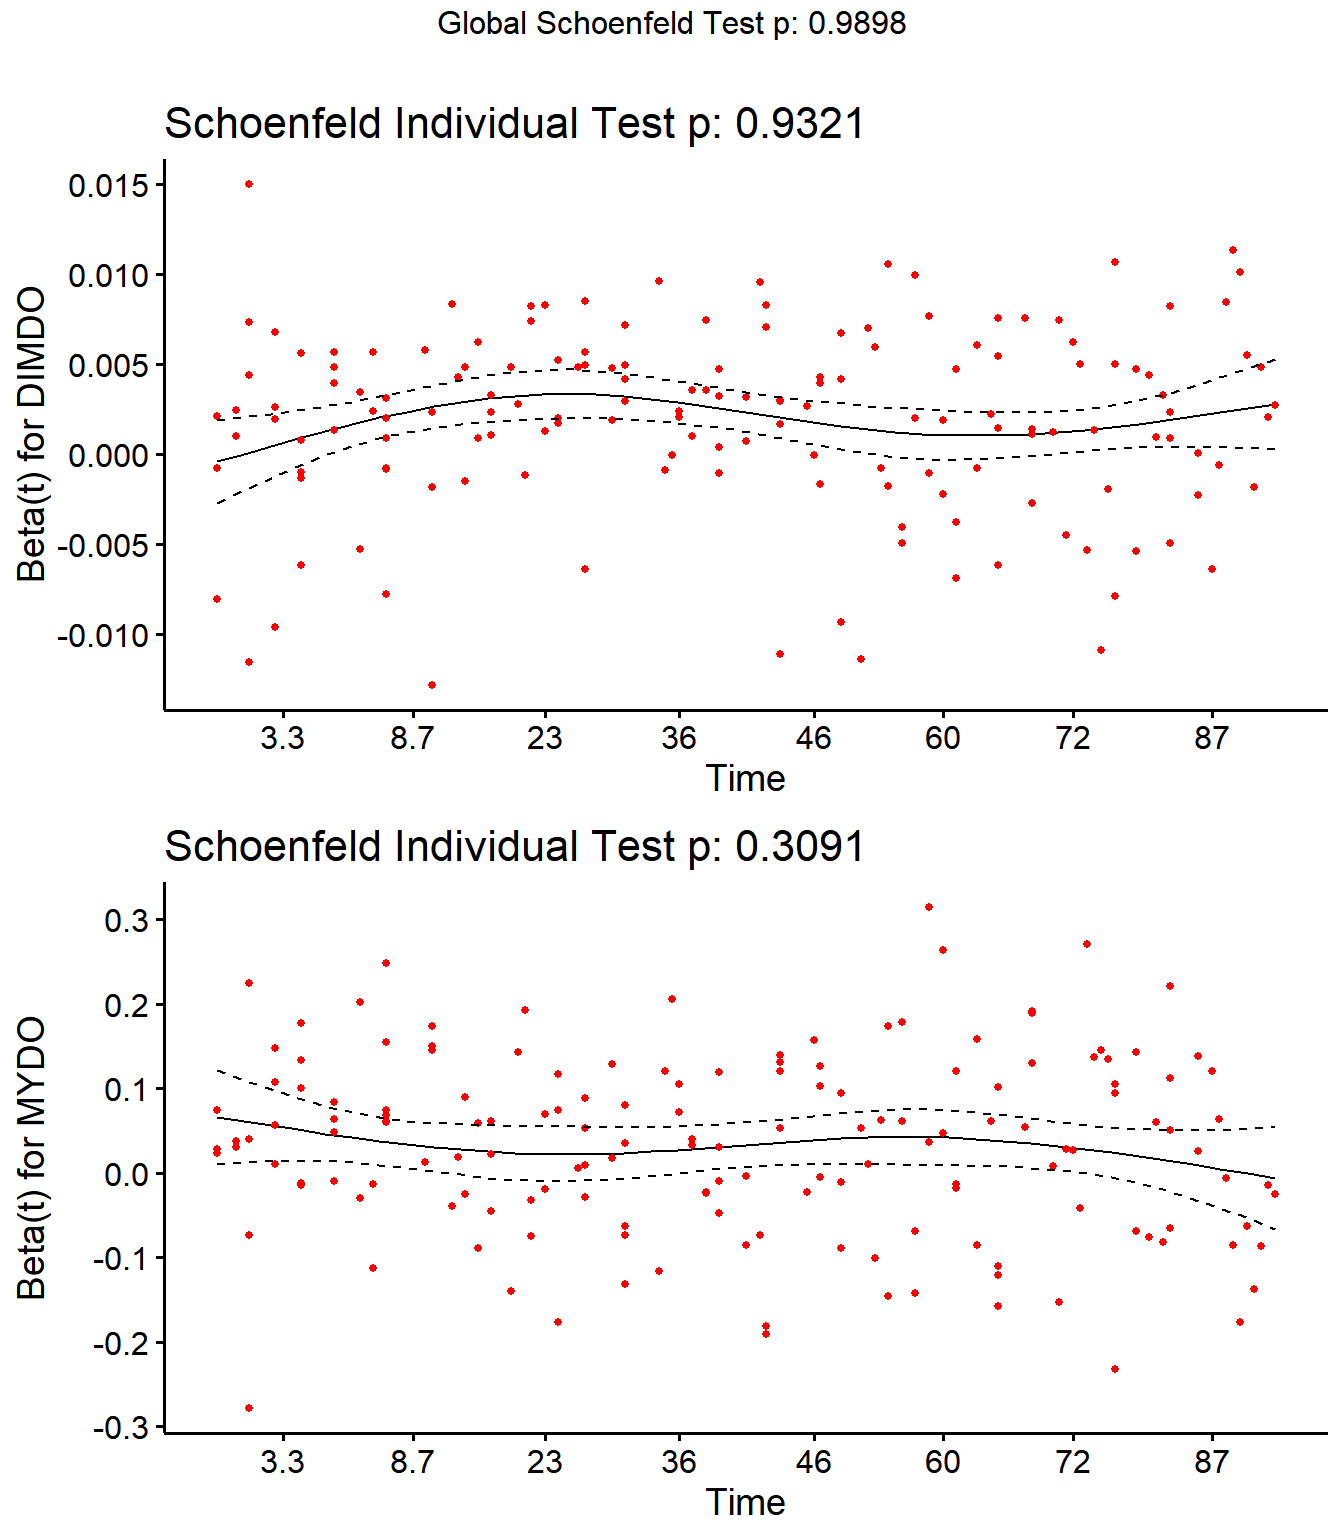 Global Schoenfeld Test p: 0.9898
Schoenfeld Individual Test p: 0.9321
Beta(t) for DIMDO
0.015
0.010
0.005
0.000
-0.005
-0.010
3.3 8.7 23 36 46 60 72 87
Time
Schoenfeld Individual Test p: 0.3091
Beta(t) for MYDO
0.3
0.2
0.1
0.0
-0.1
-0.2
-0.3
3.3 8.7 23 36 46 60 72 87
Time